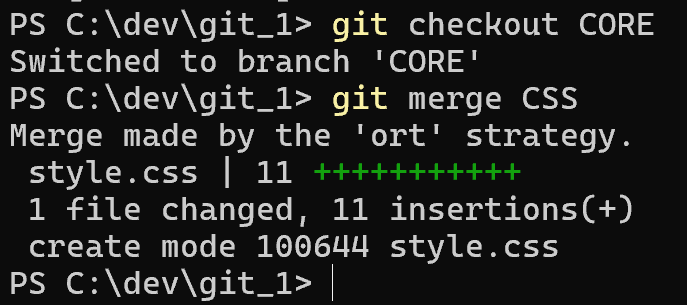 PS C:\dev\git_1> git checkout CORE
Switched to branch 'CORE'
PS C:\dev\git_1> git merge CSS
Merge made by the 'ort' strategy.
 style.css | 11 +++++++++++
 1 file changed, 11 insertions(+)
 create mode 100644 style.css
PS C:\dev\git_1>